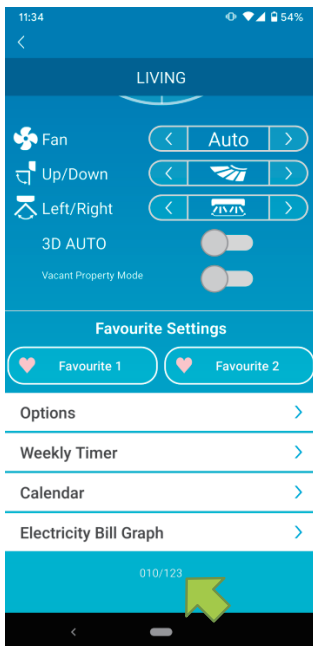 11:34 54%
LIVING
Fan Auto
Up/Down
Left/Right
3D AUTO
Vacant Property Mode
Favourite Settings
Favourite 1 Favourite 2
Options
Weekly Timer
Calendar
Electricity Bill Graph
010/123